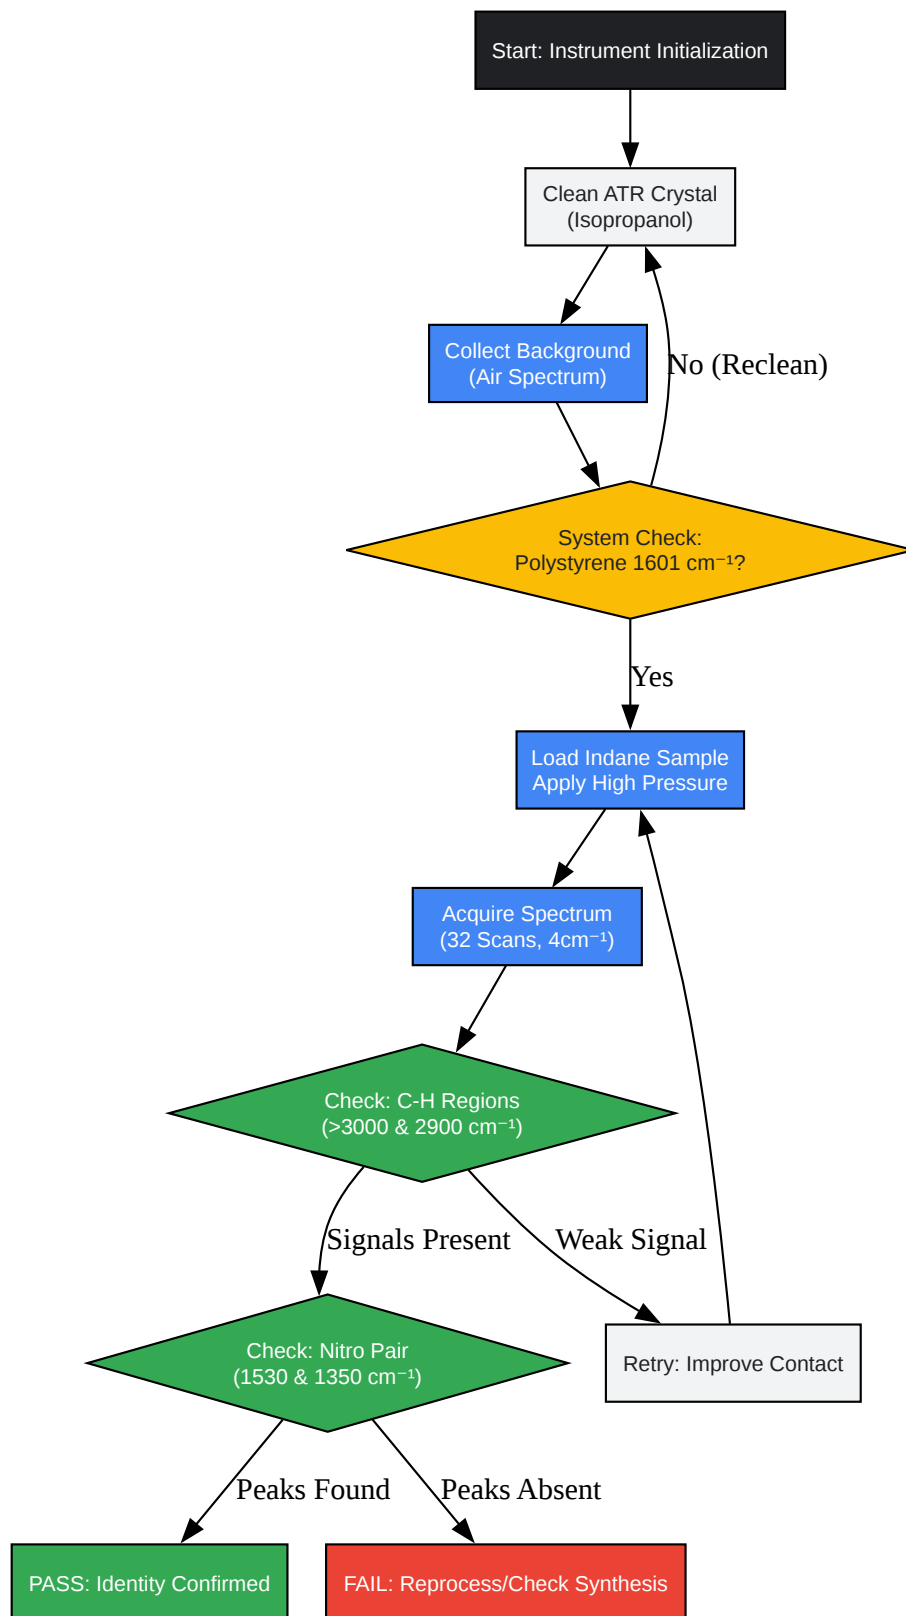 Start: Instrument Initialization
Clean ATR Crystal
(Isopropanol)
Collect Background
(Air Spectrum)
No (Reclean)
System Check:
Polystyrene 1601 cm⁻¹?
Yes
Load Indane Sample
Apply High Pressure
Acquire Spectrum
(32 Scans, 4cm⁻¹)
Check: C-H Regions
(>3000 & 2900 cm⁻¹)
Signals Present
Weak Signal
Check: Nitro Pair
(1530 & 1350 cm⁻¹)
Retry: Improve Contact
Peaks Found
Peaks Absent
PASS: Identity Confirmed
FAIL: Reprocess/Check Synthesis